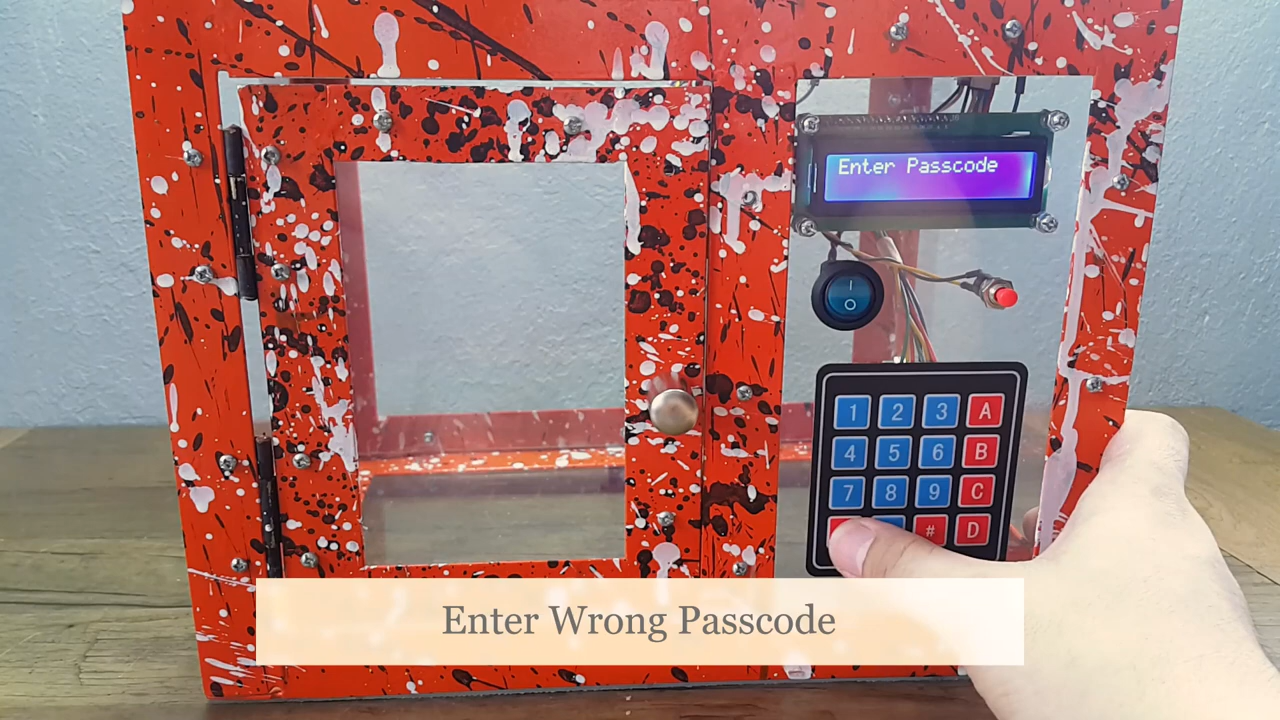 Enter Passcode
I
O
1 2 3 A
4 5 6 B
7 8 9 C
# D
Enter Wrong Passcode